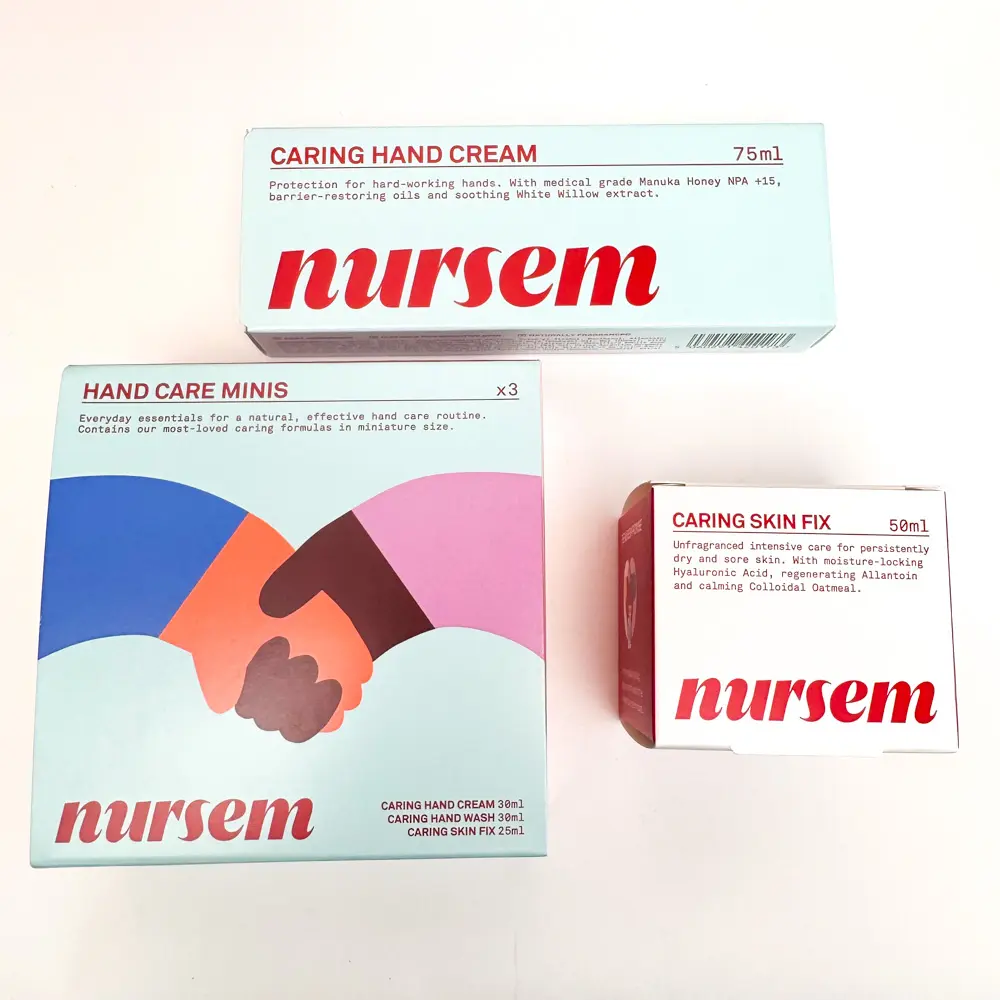 CARING HAND CREAM 75ml
Protection for hard-working hands. With medical grade Manuka Honey NPA +15,
barrier-restoring oils and soothing White Willow extract.
nursem
NATURALLY FRAGRANCED
HAND CARE MINIS x3
Everyday essentials for a natural, effective hand care routine.
Contains our most-loved caring formulas in miniature size.
nursem
CARING HAND CREAM 30ml
CARING HAND WASH 30ml
CARING SKIN FIX 25ml
CARING SKIN FIX 50ml
Unfragranced intensive care for persistently
dry and sore skin. With moisture-locking
Hyaluronic Acid, regenerating Allantoin
and calming Colloidal Oatmeal.
nursem